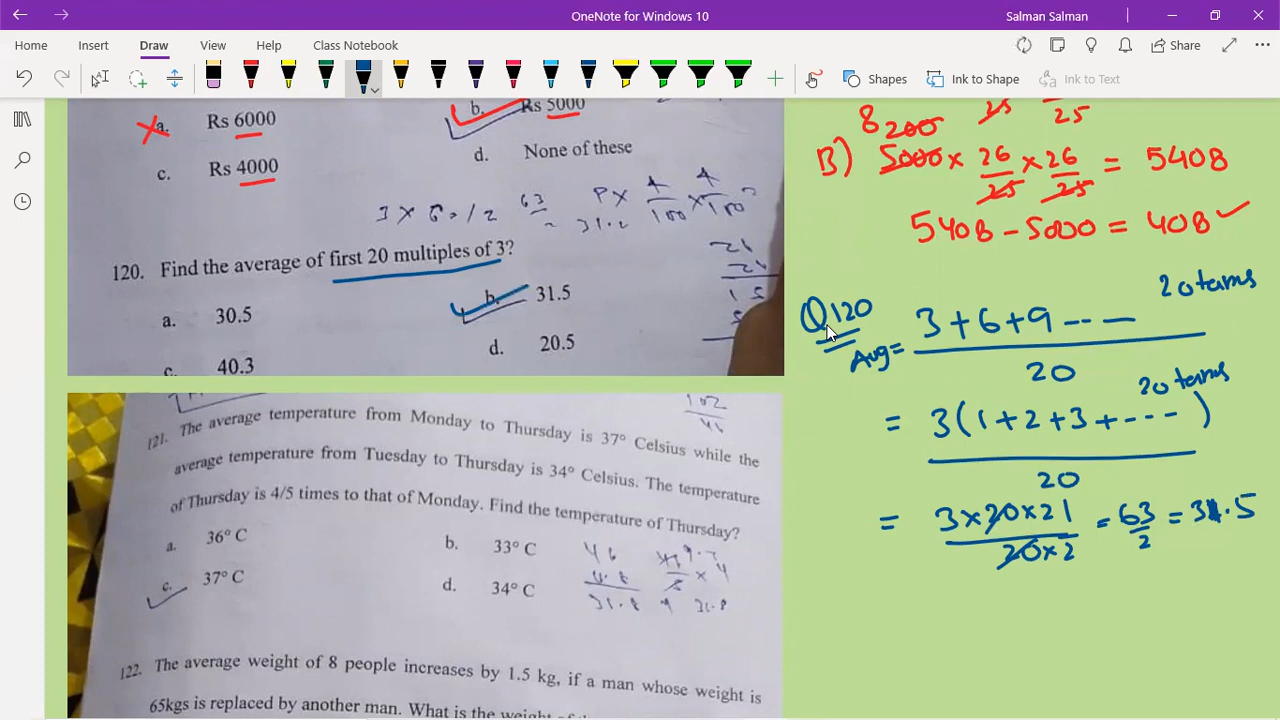 OneNote for Windows 10
Salman Salman
Home Insert Draw View Help Class Notebook
Share
Shapes Ink to Shape Ink to Text
a. Rs 6000
b. Rs 5000
c. Rs 4000
d. None of these
120. Find the average of first 20 multiples of 3?
a. 30.5
b. 31.5
c. 40.3
d. 20.5
121. The average temperature from Monday to Thursday is 37° Celsius while the
average temperature from Tuesday to Thursday is 34° Celsius. The temperature
of Thursday is 4/5 times to that of Monday. Find the temperature of Thursday?
a. 36° C
b. 33° C
c. 37° C
d. 34° C
122. The average weight of 8 people increases by 1.5 kg, if a man whose weight is
65kgs is replaced by another man. What is the weight of
8 200 25 25
B) 5000 × 26/25 × 26/25 = 5408
5408 - 5000 = 408 ✓
Q120
20 terms
Avg = 3+6+9 -- —
20
20 terms
= 3(1+2+3+ --- )
20
= 3×20×21 = 63 = 31.5
20×2 2